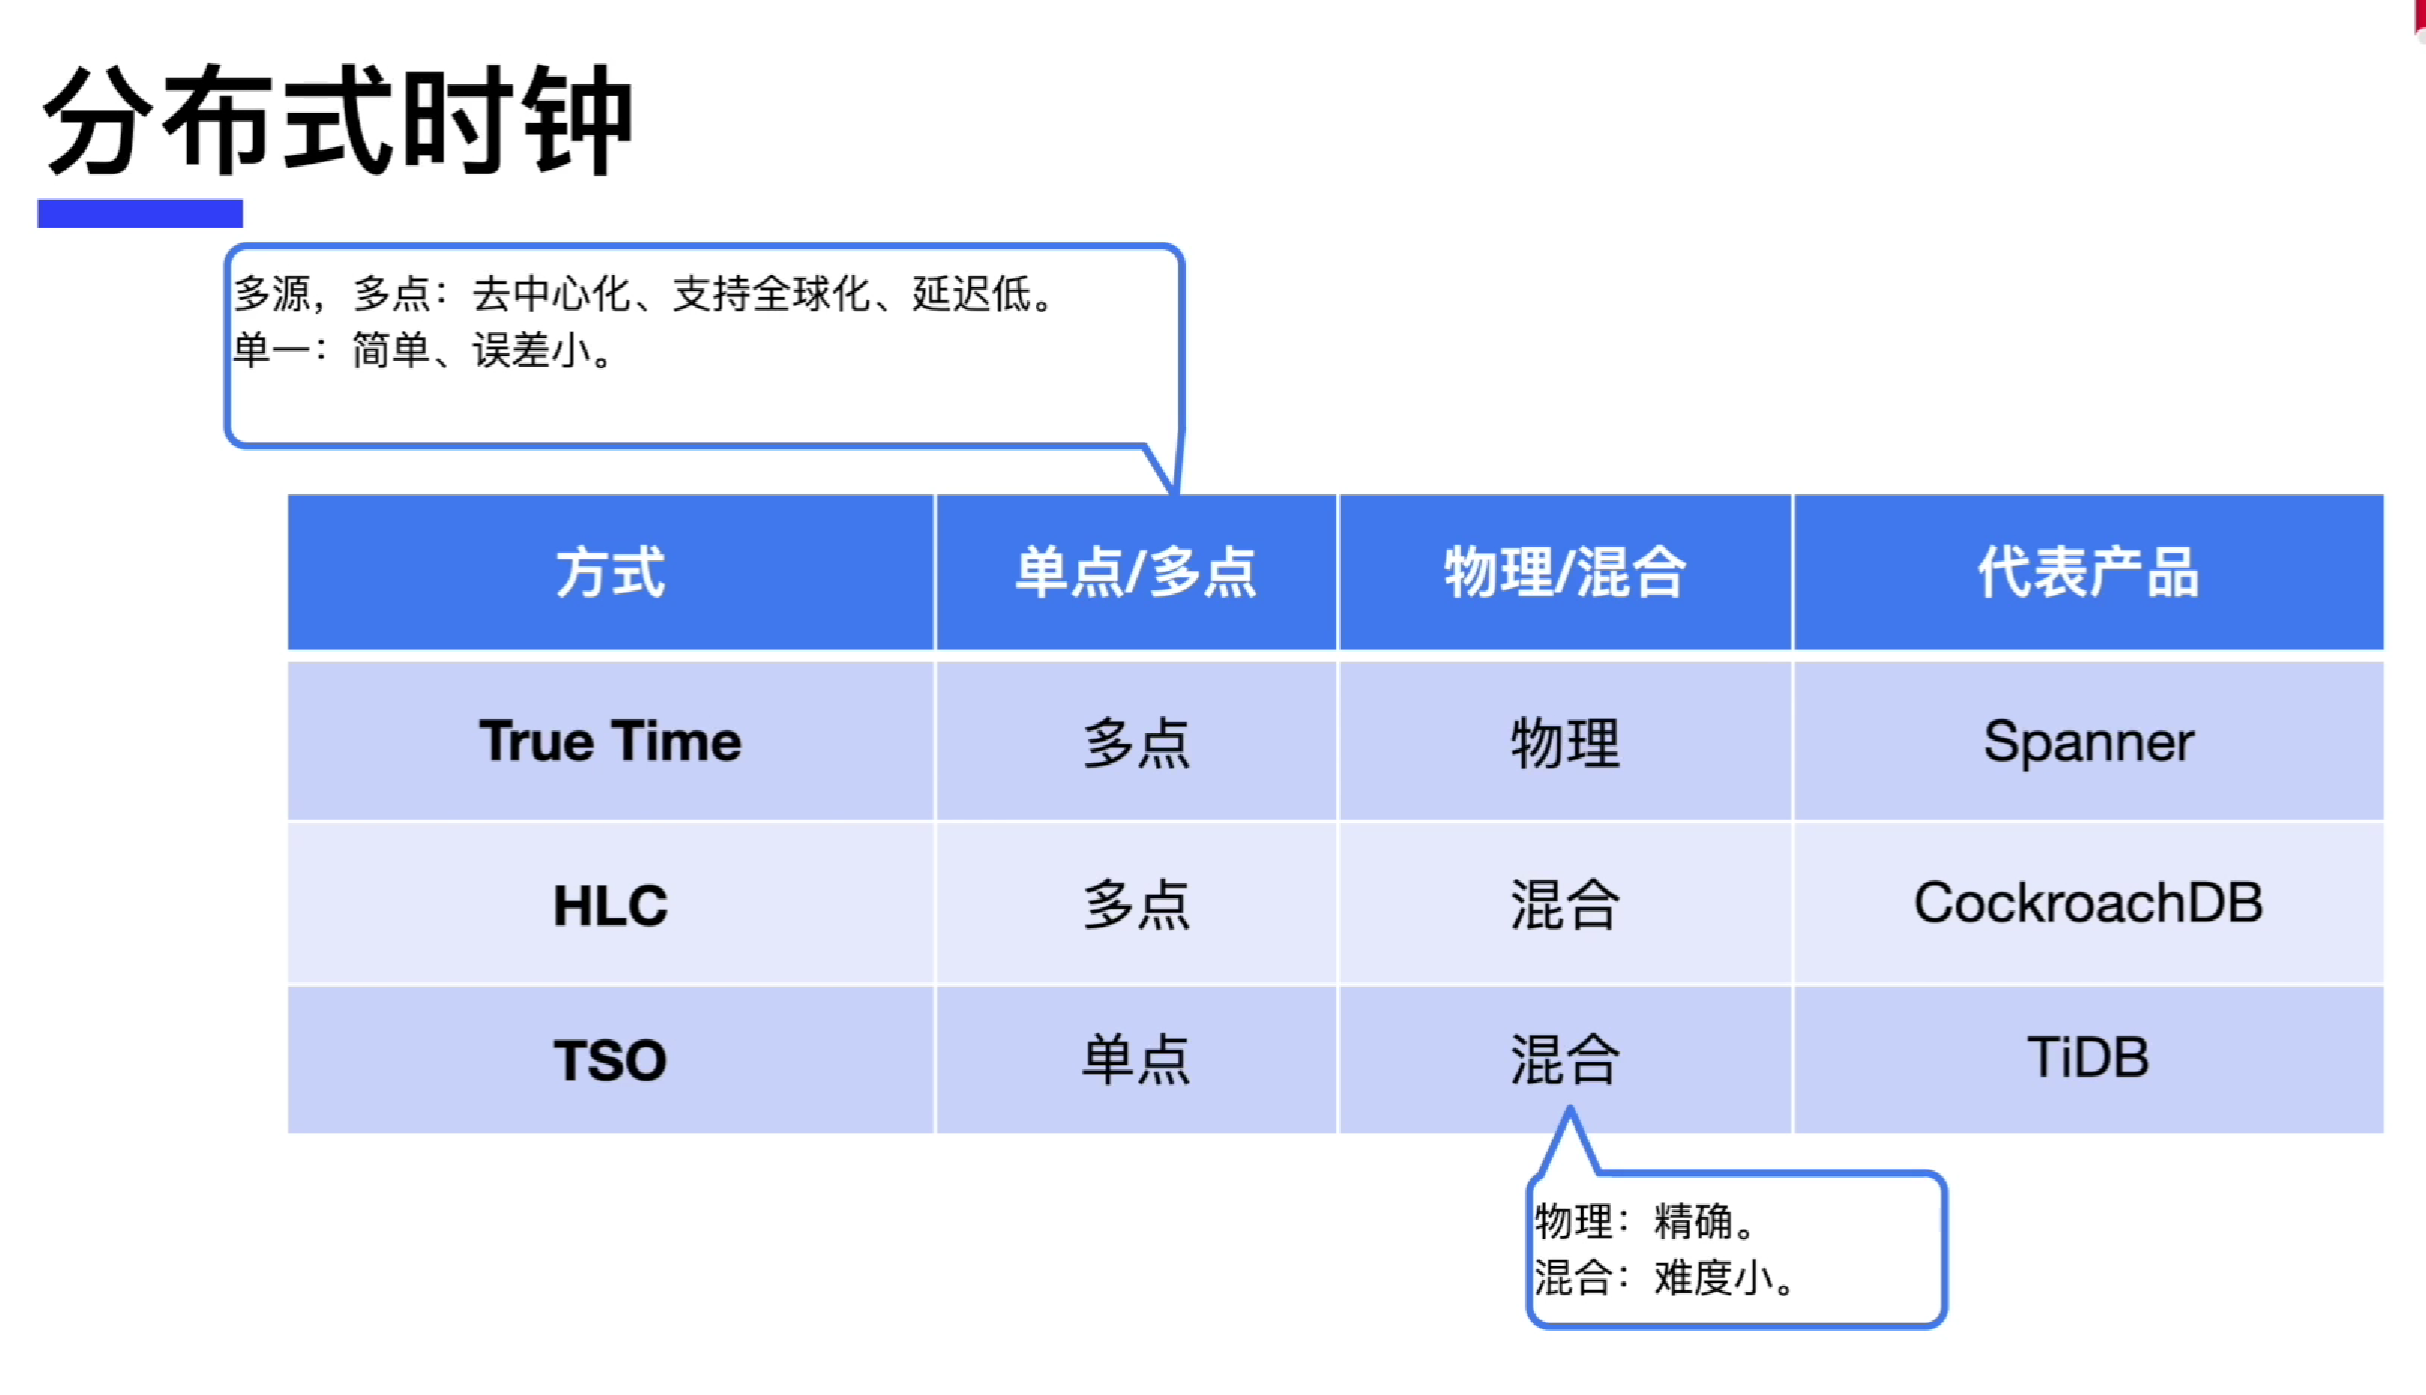 分布式时钟
多源，多点：去中心化、支持全球化、延迟低。
单一：简单、误差小。
方式 单点/多点 物理/混合 代表产品
True Time 多点 物理 Spanner
HLC 多点 混合 CockroachDB
TSO 单点 混合 TiDB
物理：精确。
混合：难度小。